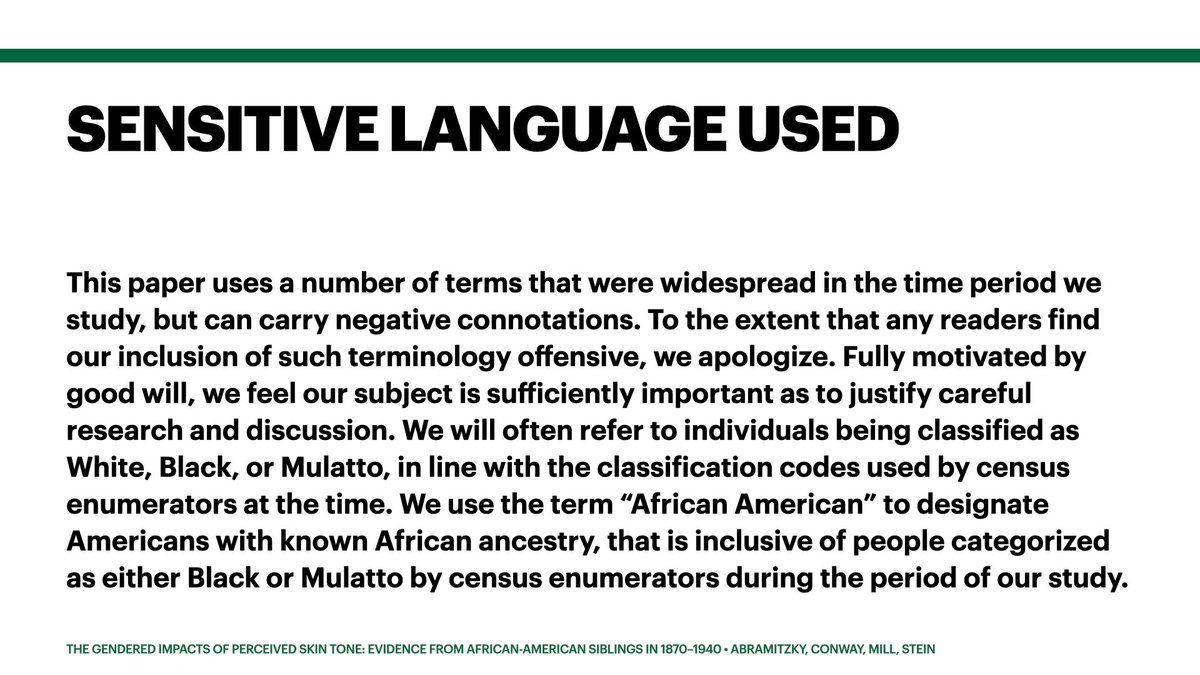 SENSITIVE LANGUAGE USED
This paper uses a number of terms that were widespread in the time period we
study, but can carry negative connotations. To the extent that any readers find
our inclusion of such terminology offensive, we apologize. Fully motivated by
good will, we feel our subject is sufficiently important as to justify careful
research and discussion. We will often refer to individuals being classified as
White, Black, or Mulatto, in line with the classification codes used by census
enumerators at the time. We use the term “African American” to designate
Americans with known African ancestry, that is inclusive of people categorized
as either Black or Mulatto by census enumerators during the period of our study.
THE GENDERED IMPACTS OF PERCEIVED SKIN TONE: EVIDENCE FROM AFRICAN-AMERICAN SIBLINGS IN 1870–1940 • ABRAMITZKY, CONWAY, MILL, STEIN